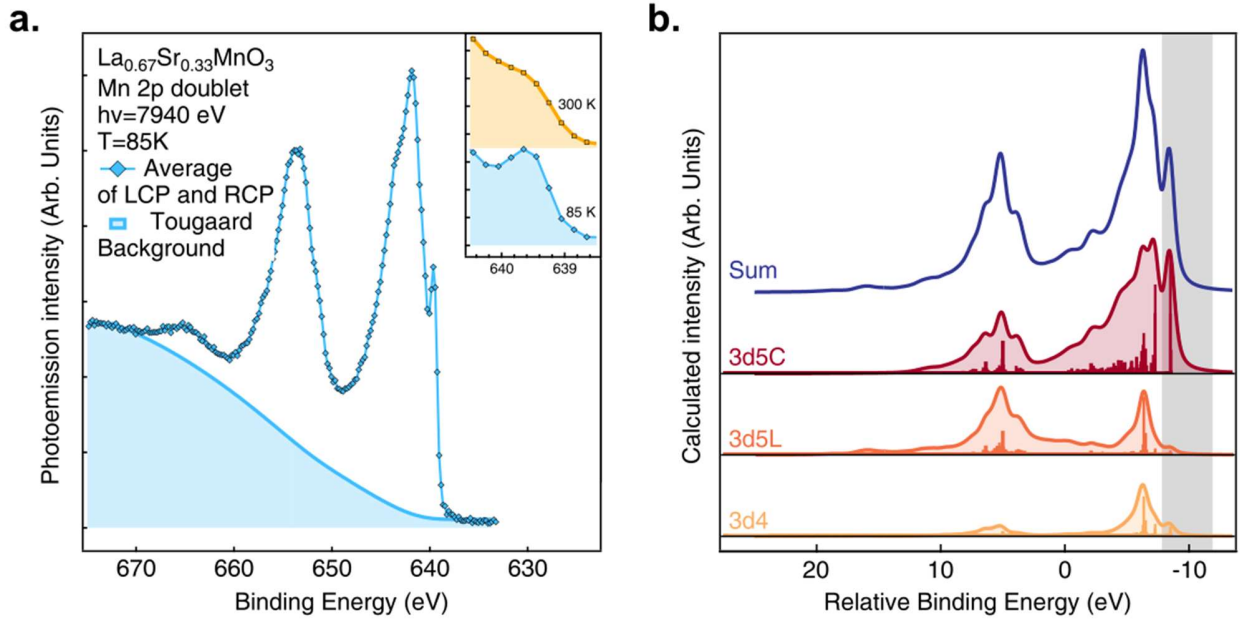 a.
La0.67Sr0.33MnO3
Mn 2p doublet
hv=7940 eV
T=85K
Average
of LCP and RCP
Tougaard
Background
300 K
85 K
640 639
Photoemission intensity (Arb. Units)
670 660 650 640 630
Binding Energy (eV)
b.
Calculated intensity (Arb. Units)
Sum
3d5C
3d5L
3d4
20 10 0 -10
Relative Binding Energy (eV)